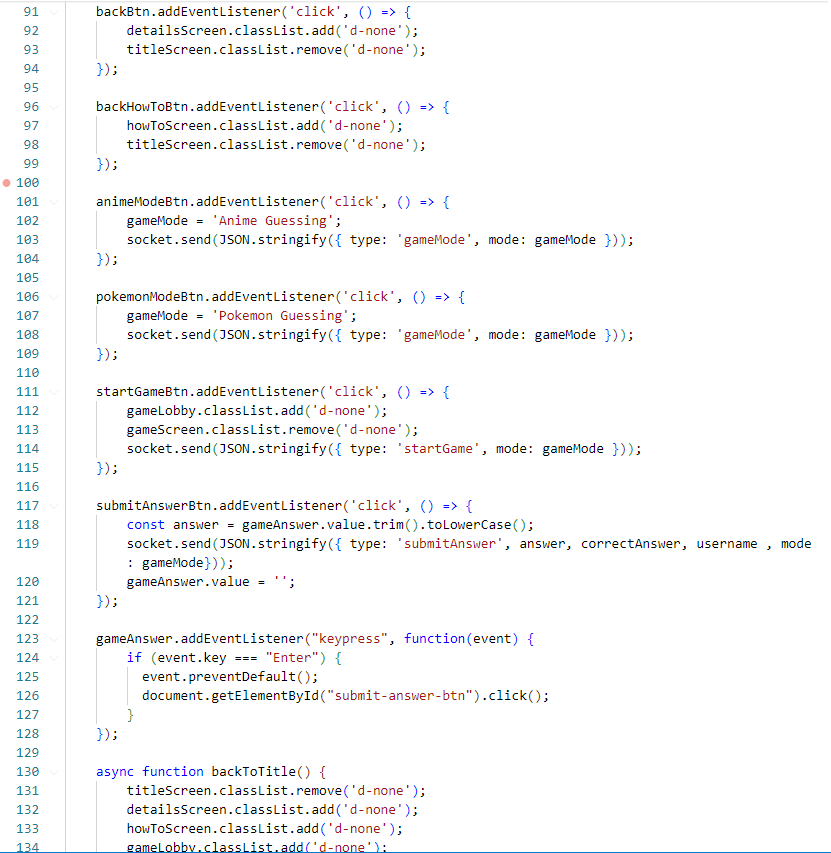 91 backBtn.addEventListener('click', () => {
92     detailsScreen.classList.add('d-none');
93     titleScreen.classList.remove('d-none');
94 });
95
96 backHowToBtn.addEventListener('click', () => {
97     howToScreen.classList.add('d-none');
98     titleScreen.classList.remove('d-none');
99 });
100
101 animeModeBtn.addEventListener('click', () => {
102     gameMode = 'Anime Guessing';
103     socket.send(JSON.stringify({ type: 'gameMode', mode: gameMode }));
104 });
105
106 pokemonModeBtn.addEventListener('click', () => {
107     gameMode = 'Pokemon Guessing';
108     socket.send(JSON.stringify({ type: 'gameMode', mode: gameMode }));
109 });
110
111 startGameBtn.addEventListener('click', () => {
112     gameLobby.classList.add('d-none');
113     gameScreen.classList.remove('d-none');
114     socket.send(JSON.stringify({ type: 'startGame', mode: gameMode }));
115 });
116
117 submitAnswerBtn.addEventListener('click', () => {
118     const answer = gameAnswer.value.trim().toLowerCase();
119     socket.send(JSON.stringify({ type: 'submitAnswer', answer, correctAnswer, username , mode
    : gameMode}));
120     gameAnswer.value = '';
121 });
122
123 gameAnswer.addEventListener("keypress", function(event) {
124     if (event.key === "Enter") {
125       event.preventDefault();
126       document.getElementById("submit-answer-btn").click();
127     }
128 });
129
130 async function backToTitle() {
131     titleScreen.classList.remove('d-none');
132     detailsScreen.classList.add('d-none');
133     howToScreen.classList.add('d-none');
134     gameLobby.classList.add('d-none');